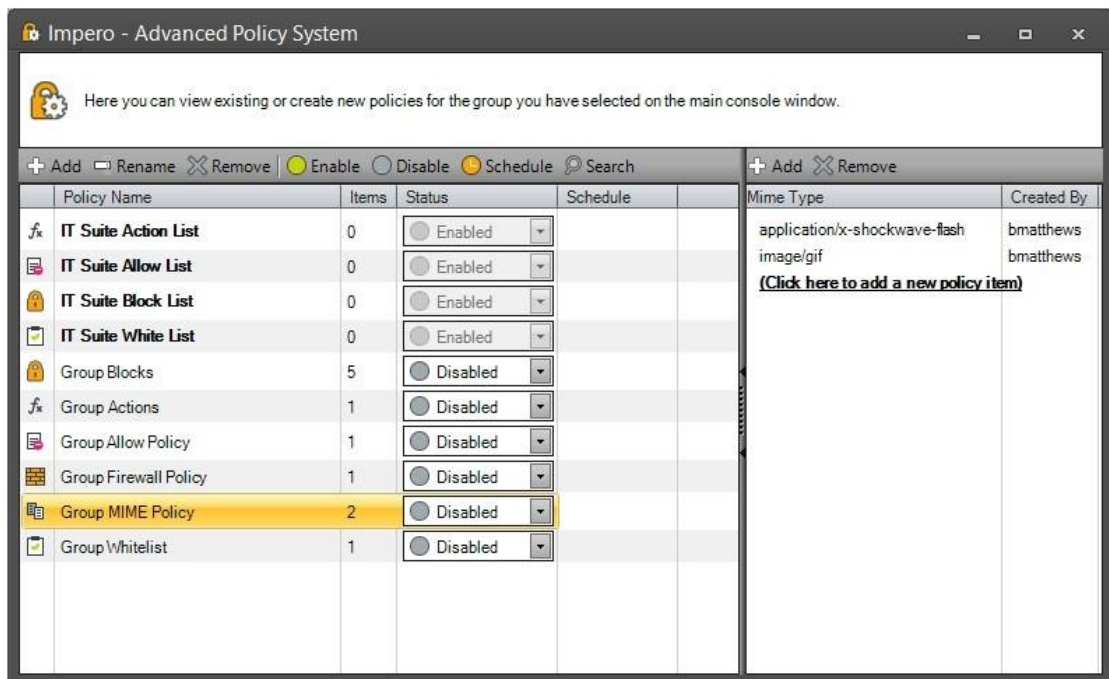 Impero - Advanced Policy System
Here you can view existing or create new policies for the group you have selected on the main console window.
Add Rename Remove Enable Disable Schedule Search
Add Remove
Policy Name Items Status Schedule
Mime Type Created By
IT Suite Action List 0 Enabled
IT Suite Allow List 0 Enabled
IT Suite Block List 0 Enabled
IT Suite White List 0 Enabled
Group Blocks 5 Disabled
Group Actions 1 Disabled
Group Allow Policy 1 Disabled
Group Firewall Policy 1 Disabled
Group MIME Policy 2 Disabled
Group Whitelist 1 Disabled
application/x-shockwave-flash bmatthews
image/gif bmatthews
(Click here to add a new policy item)